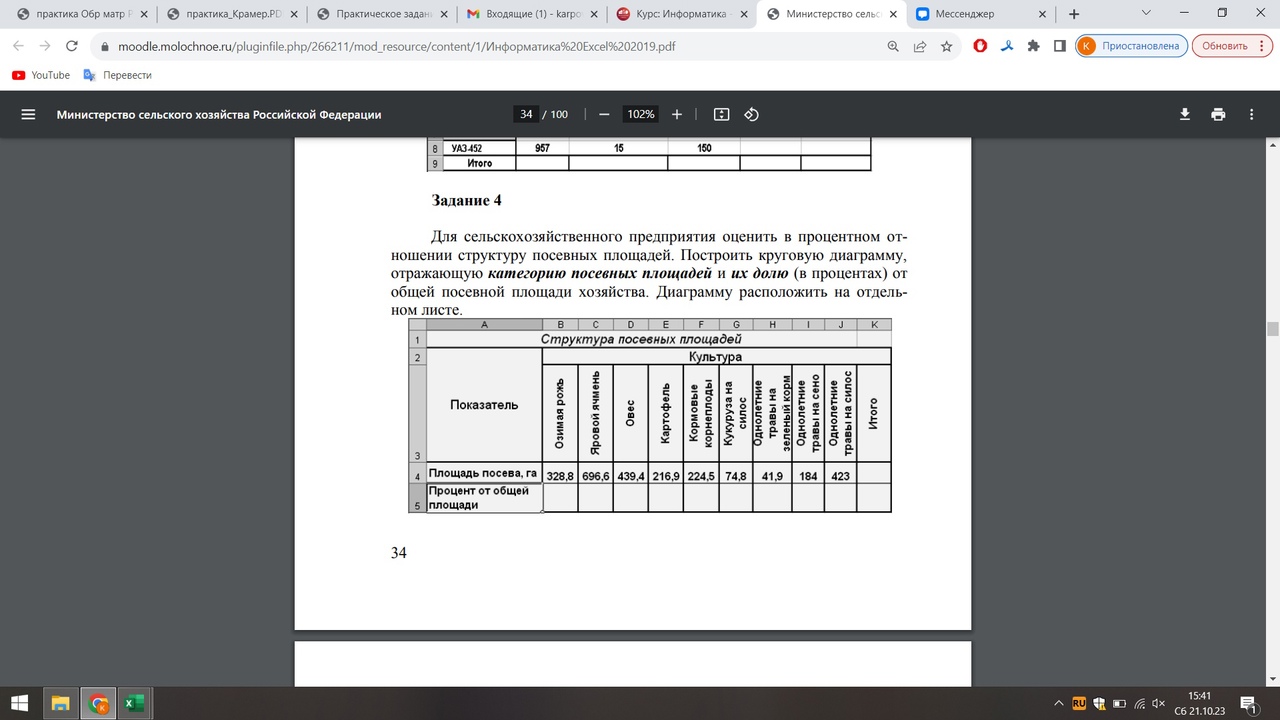 практика Обр матр
практика_Крамер.PD
Практическое задан
Входящие (1) - karpo
Курс: Информатика
Министерство сельс
Мессенджер
moodle.molochnoe.ru/pluginfile.php/266211/mod_resource/content/1/Информатика%20Excel%202019.pdf
К Приостановлена
Обновить
YouTube
Перевести
Министерство сельского хозяйства Российской Федерации
34 / 100
102%
8 УАЗ-452 957 15 150
9 Итого
Задание 4
Для сельскохозяйственного предприятия оценить в процентном от-
ношении структуру посевных площадей. Построить круговую диаграмму,
отражающую категорию посевных площадей и их долю (в процентах) от
общей посевной площади хозяйства. Диаграмму расположить на отдель-
ном листе.
A B C D E F G H I J K
1 Структура посевных площадей
2 Культура
3 Показатель
Озимая рожь
Яровой ячмень
Овес
Картофель
Кормовые
корнеплоды
Кукуруза на
силос
Однолетние
травы на
зеленый корм
Однолетние
травы на сено
Однолетние
травы на силос
Итого
4 Площадь посева, га 328,8 696,6 439,4 216,9 224,5 74,8 41,9 184 423
5 Процент от общей
площади
34
RU
15:41
Сб 21.10.23
1